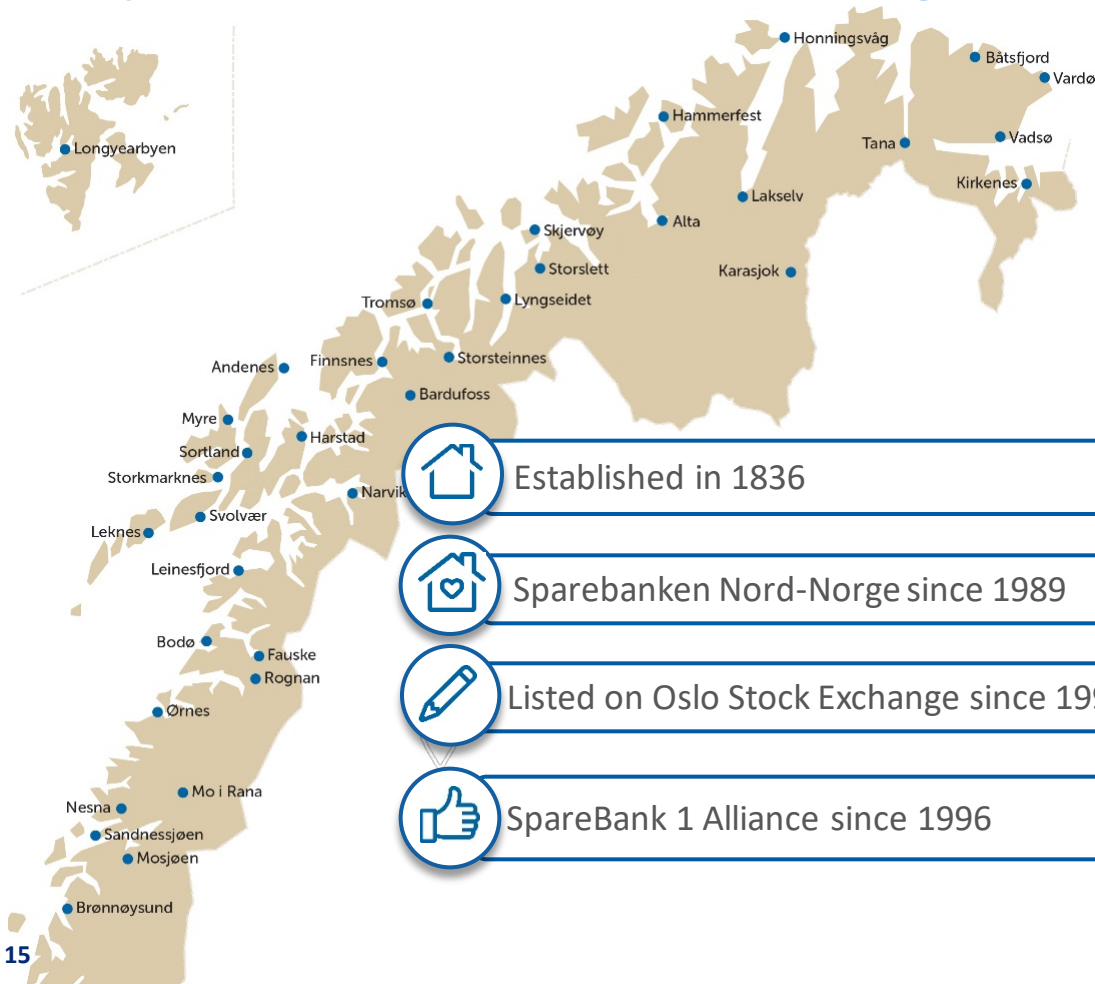 Honningsvåg
Båtsfjord
Vardø
Hammerfest
Longyearbyen
Tana
Vadsø
Kirkenes
Lakselv
Alta
Skjervøy
Storslett
Karasjok
Tromsø
Lyngseidet
Andenes
Finnsnes
Storsteinnes
Bardufoss
Myre
Harstad
Sortland
Storkmarknes
Narvik
Established in 1836
Svolvær
Leknes
Leinesfjord
Sparebanken Nord-Norge since 1989
Bodø
Fauske
Rognan
Listed on Oslo Stock Exchange since
Ørnes
Mo i Rana
Nesna
SpareBank 1 Alliance since 1996
Sandnessjøen
Mosjøen
Brønnøysund
15